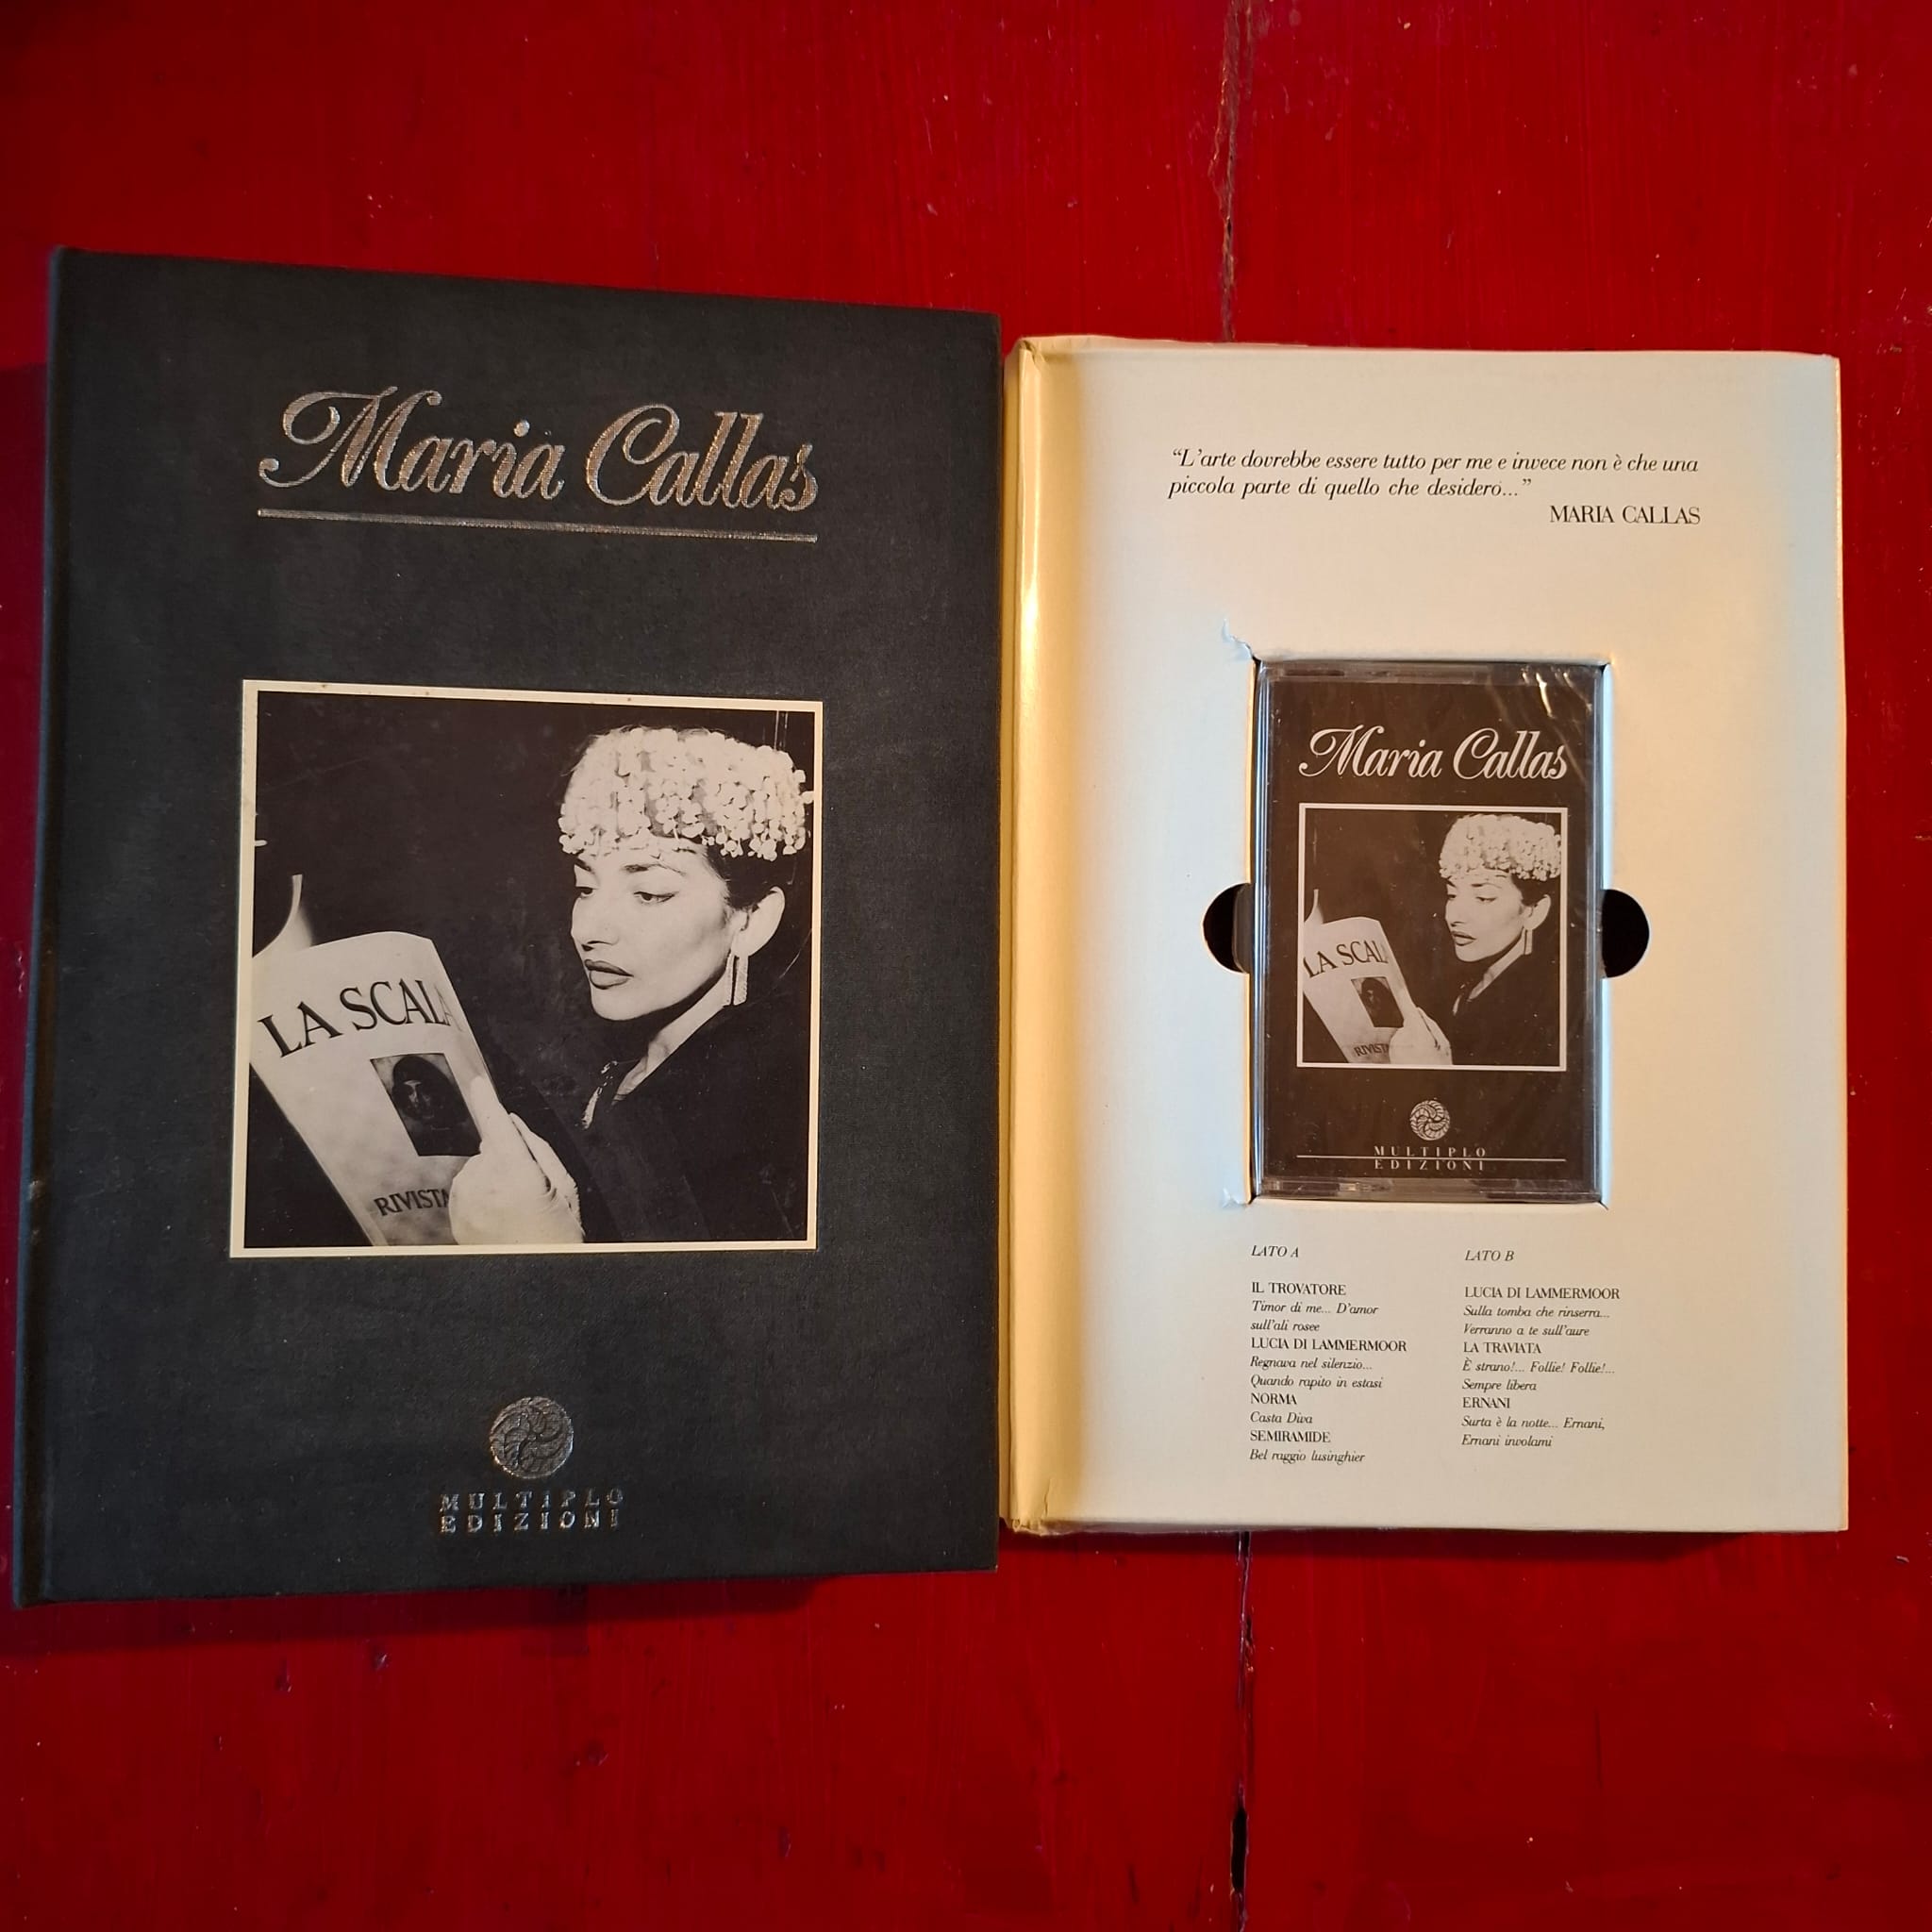 Maria Callas
LA SCALA
RIVISTA
MULTIPLO
EDIZIONI
“L'arte dovrebbe essere tutto per me e invece non è che una
piccola parte di quello che desidero...”
MARIA CALLAS
Maria Callas
LA SCALA
RIVISTA
MULTIPLO
EDIZIONI
LATO A
IL TROVATORE
Timor di me... D'amor
sull'ali rosee
LUCIA DI LAMMERMOOR
Regnava nel silenzio...
Quando rapito in estasi
NORMA
Casta Diva
SEMIRAMIDE
Bel raggio lusinghier
LATO B
LUCIA DI LAMMERMOOR
Sulla tomba che rinserra...
Verranno a te sull'aure
LA TRAVIATA
È strano!... Follie! Follie!...
Sempre libera
ERNANI
Surta è la notte... Ernani,
Ernani involami